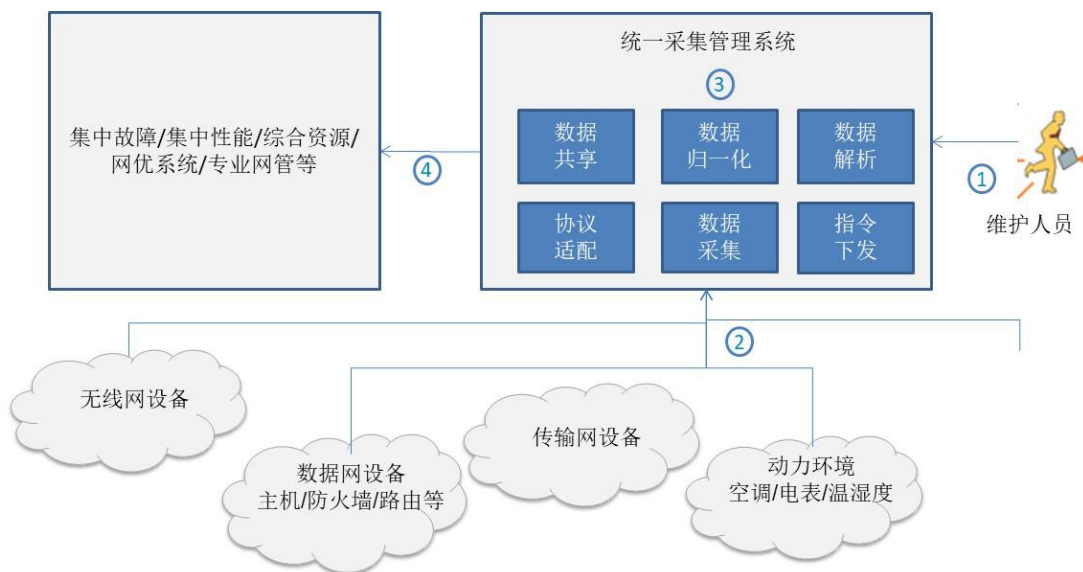 统一采集管理系统
③
集中故障/集中性能/综合资源/
网优系统/专业网管等
④
数据
共享
数据
归一化
数据
解析
①
维护人员
协议
适配
数据
采集
指令
下发
②
无线网设备
数据网设备
主机/防火墙/路由等
传输网设备
动力环境
空调/电表/温湿度